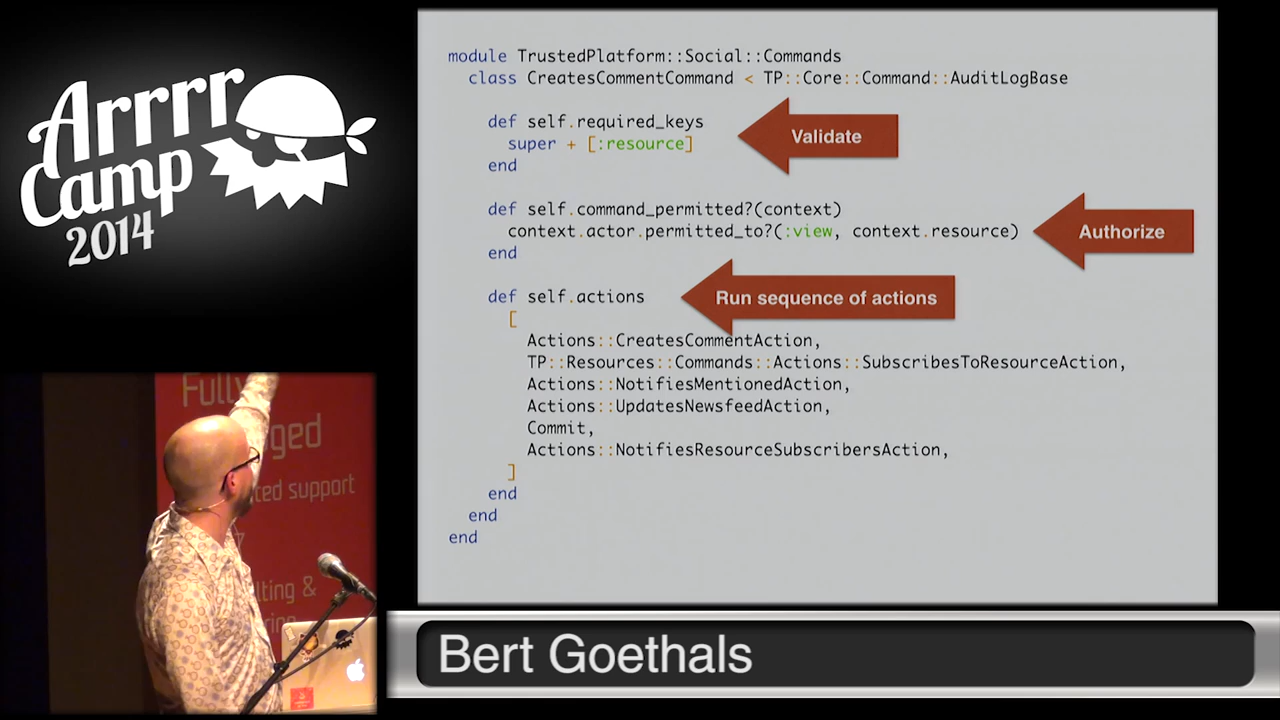 Arrrr
Camp
2014
module TrustedPlatform::Social::Commands
class CreatesCommentCommand < TP::Core::Command::AuditLogBase
def self.required_keys
super + [:resource]
end
Validate
def self.command_permitted?(context)
context.actor.permitted_to?(:view, context.resource)
end
Authorize
def self.actions
Run sequence of actions
[
Actions::CreatesCommentAction,
TP::Resources::Commands::Actions::SubscribesToResourceAction,
Actions::NotifiesMentionedAction,
Actions::UpdatesNewsfeedAction,
Commit,
Actions::NotifiesResourceSubscribersAction,
]
end
end
end
support
&
Bert Goethals